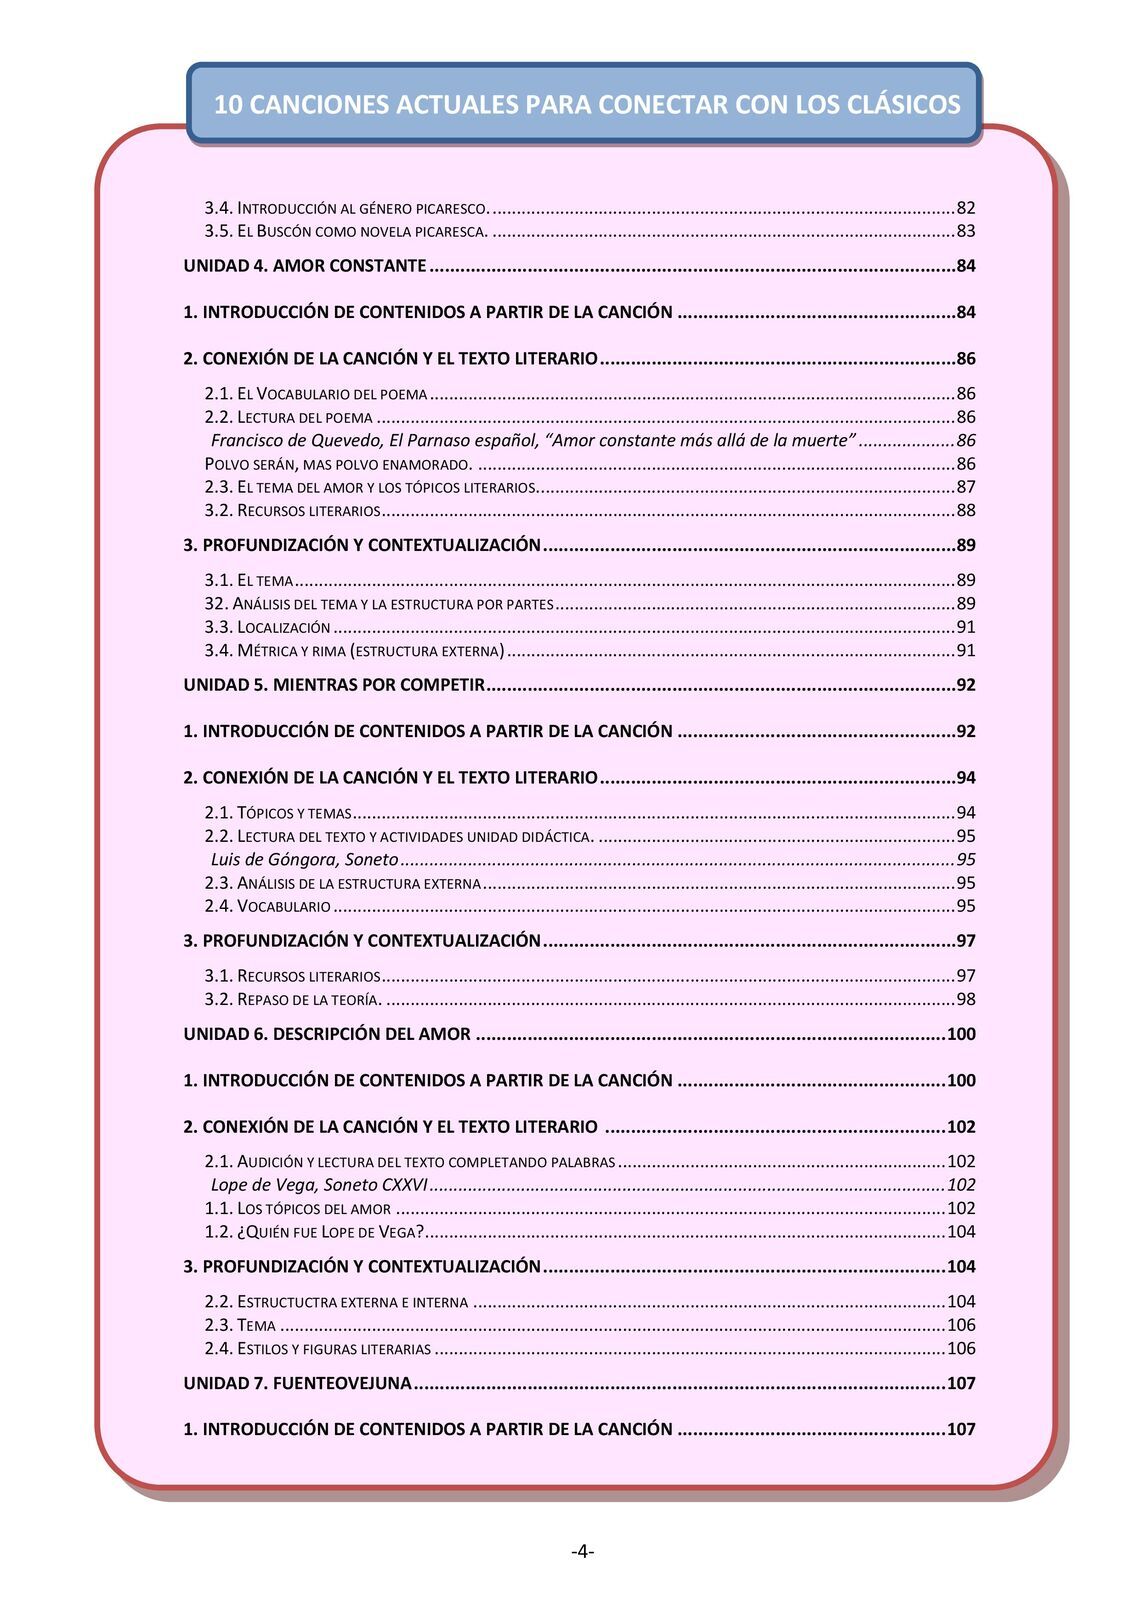 10 CANCIONES ACTUALES PARA CONECTAR CON LOS CLÁSICOS
3.4. INTRODUCCIÓN AL GÉNERO PICARESCO. 82
3.5. EL BUSCÓN COMO NOVELA PICARESCA. 83
UNIDAD 4. AMOR CONSTANTE 84
1. INTRODUCCIÓN DE CONTENIDOS A PARTIR DE LA CANCIÓN 84
2. CONEXIÓN DE LA CANCIÓN Y EL TEXTO LITERARIO 86
2.1. EL VOCABULARIO DEL POEMA 86
2.2. LECTURA DEL POEMA 86
Francisco de Quevedo, El Parnaso español, “Amor constante más allá de la muerte” 86
POLVO SERÁN, MAS POLVO ENAMORADO. 86
2.3. EL TEMA DEL AMOR Y LOS TÓPICOS LITERARIOS 87
3.2. RECURSOS LITERARIOS 88
3. PROFUNDIZACIÓN Y CONTEXTUALIZACIÓN 89
3.1. EL TEMA 89
32. ANÁLISIS DEL TEMA Y LA ESTRUCTURA POR PARTES 89
3.3. LOCALIZACIÓN 91
3.4. MÉTRICA Y RIMA (ESTRUCTURA EXTERNA) 91
UNIDAD 5. MIENTRAS POR COMPETIR 92
1. INTRODUCCIÓN DE CONTENIDOS A PARTIR DE LA CANCIÓN 92
2. CONEXIÓN DE LA CANCIÓN Y EL TEXTO LITERARIO 94
2.1. TÓPICOS Y TEMAS 94
2.2. LECTURA DEL TEXTO Y ACTIVIDADES UNIDAD DIDÁCTICA. 95
Luis de Góngora, Soneto 95
2.3. ANÁLISIS DE LA ESTRUCTURA EXTERNA 95
2.4. VOCABULARIO 95
3. PROFUNDIZACIÓN Y CONTEXTUALIZACIÓN 97
3.1. RECURSOS LITERARIOS 97
3.2. REPASO DE LA TEORÍA. 98
UNIDAD 6. DESCRIPCIÓN DEL AMOR 100
1. INTRODUCCIÓN DE CONTENIDOS A PARTIR DE LA CANCIÓN 100
2. CONEXIÓN DE LA CANCIÓN Y EL TEXTO LITERARIO 102
2.1. AUDICIÓN Y LECTURA DEL TEXTO COMPLETANDO PALABRAS 102
Lope de Vega, Soneto CXXVI 102
1.1. LOS TÓPICOS DEL AMOR 102
1.2. ¿QUIÉN FUE LOPE DE VEGA? 104
3. PROFUNDIZACIÓN Y CONTEXTUALIZACIÓN 104
2.2. ESTRUCTUCTRA EXTERNA E INTERNA 104
2.3. TEMA 106
2.4. ESTILOS Y FIGURAS LITERARIAS 106
UNIDAD 7. FUENTEOVEJUNA 107
1. INTRODUCCIÓN DE CONTENIDOS A PARTIR DE LA CANCIÓN 107
-4-